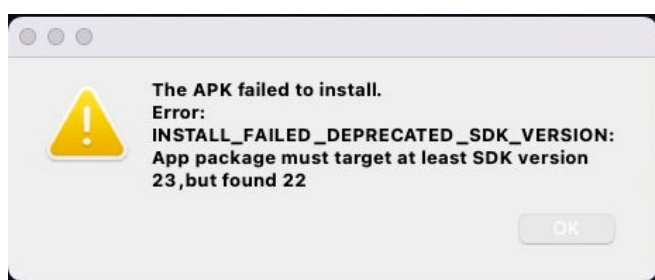 The APK failed to install.
Error:
INSTALL_FAILED_DEPRECATED_SDK_VERSION:
App package must target at least SDK version
23,but found 22
OK